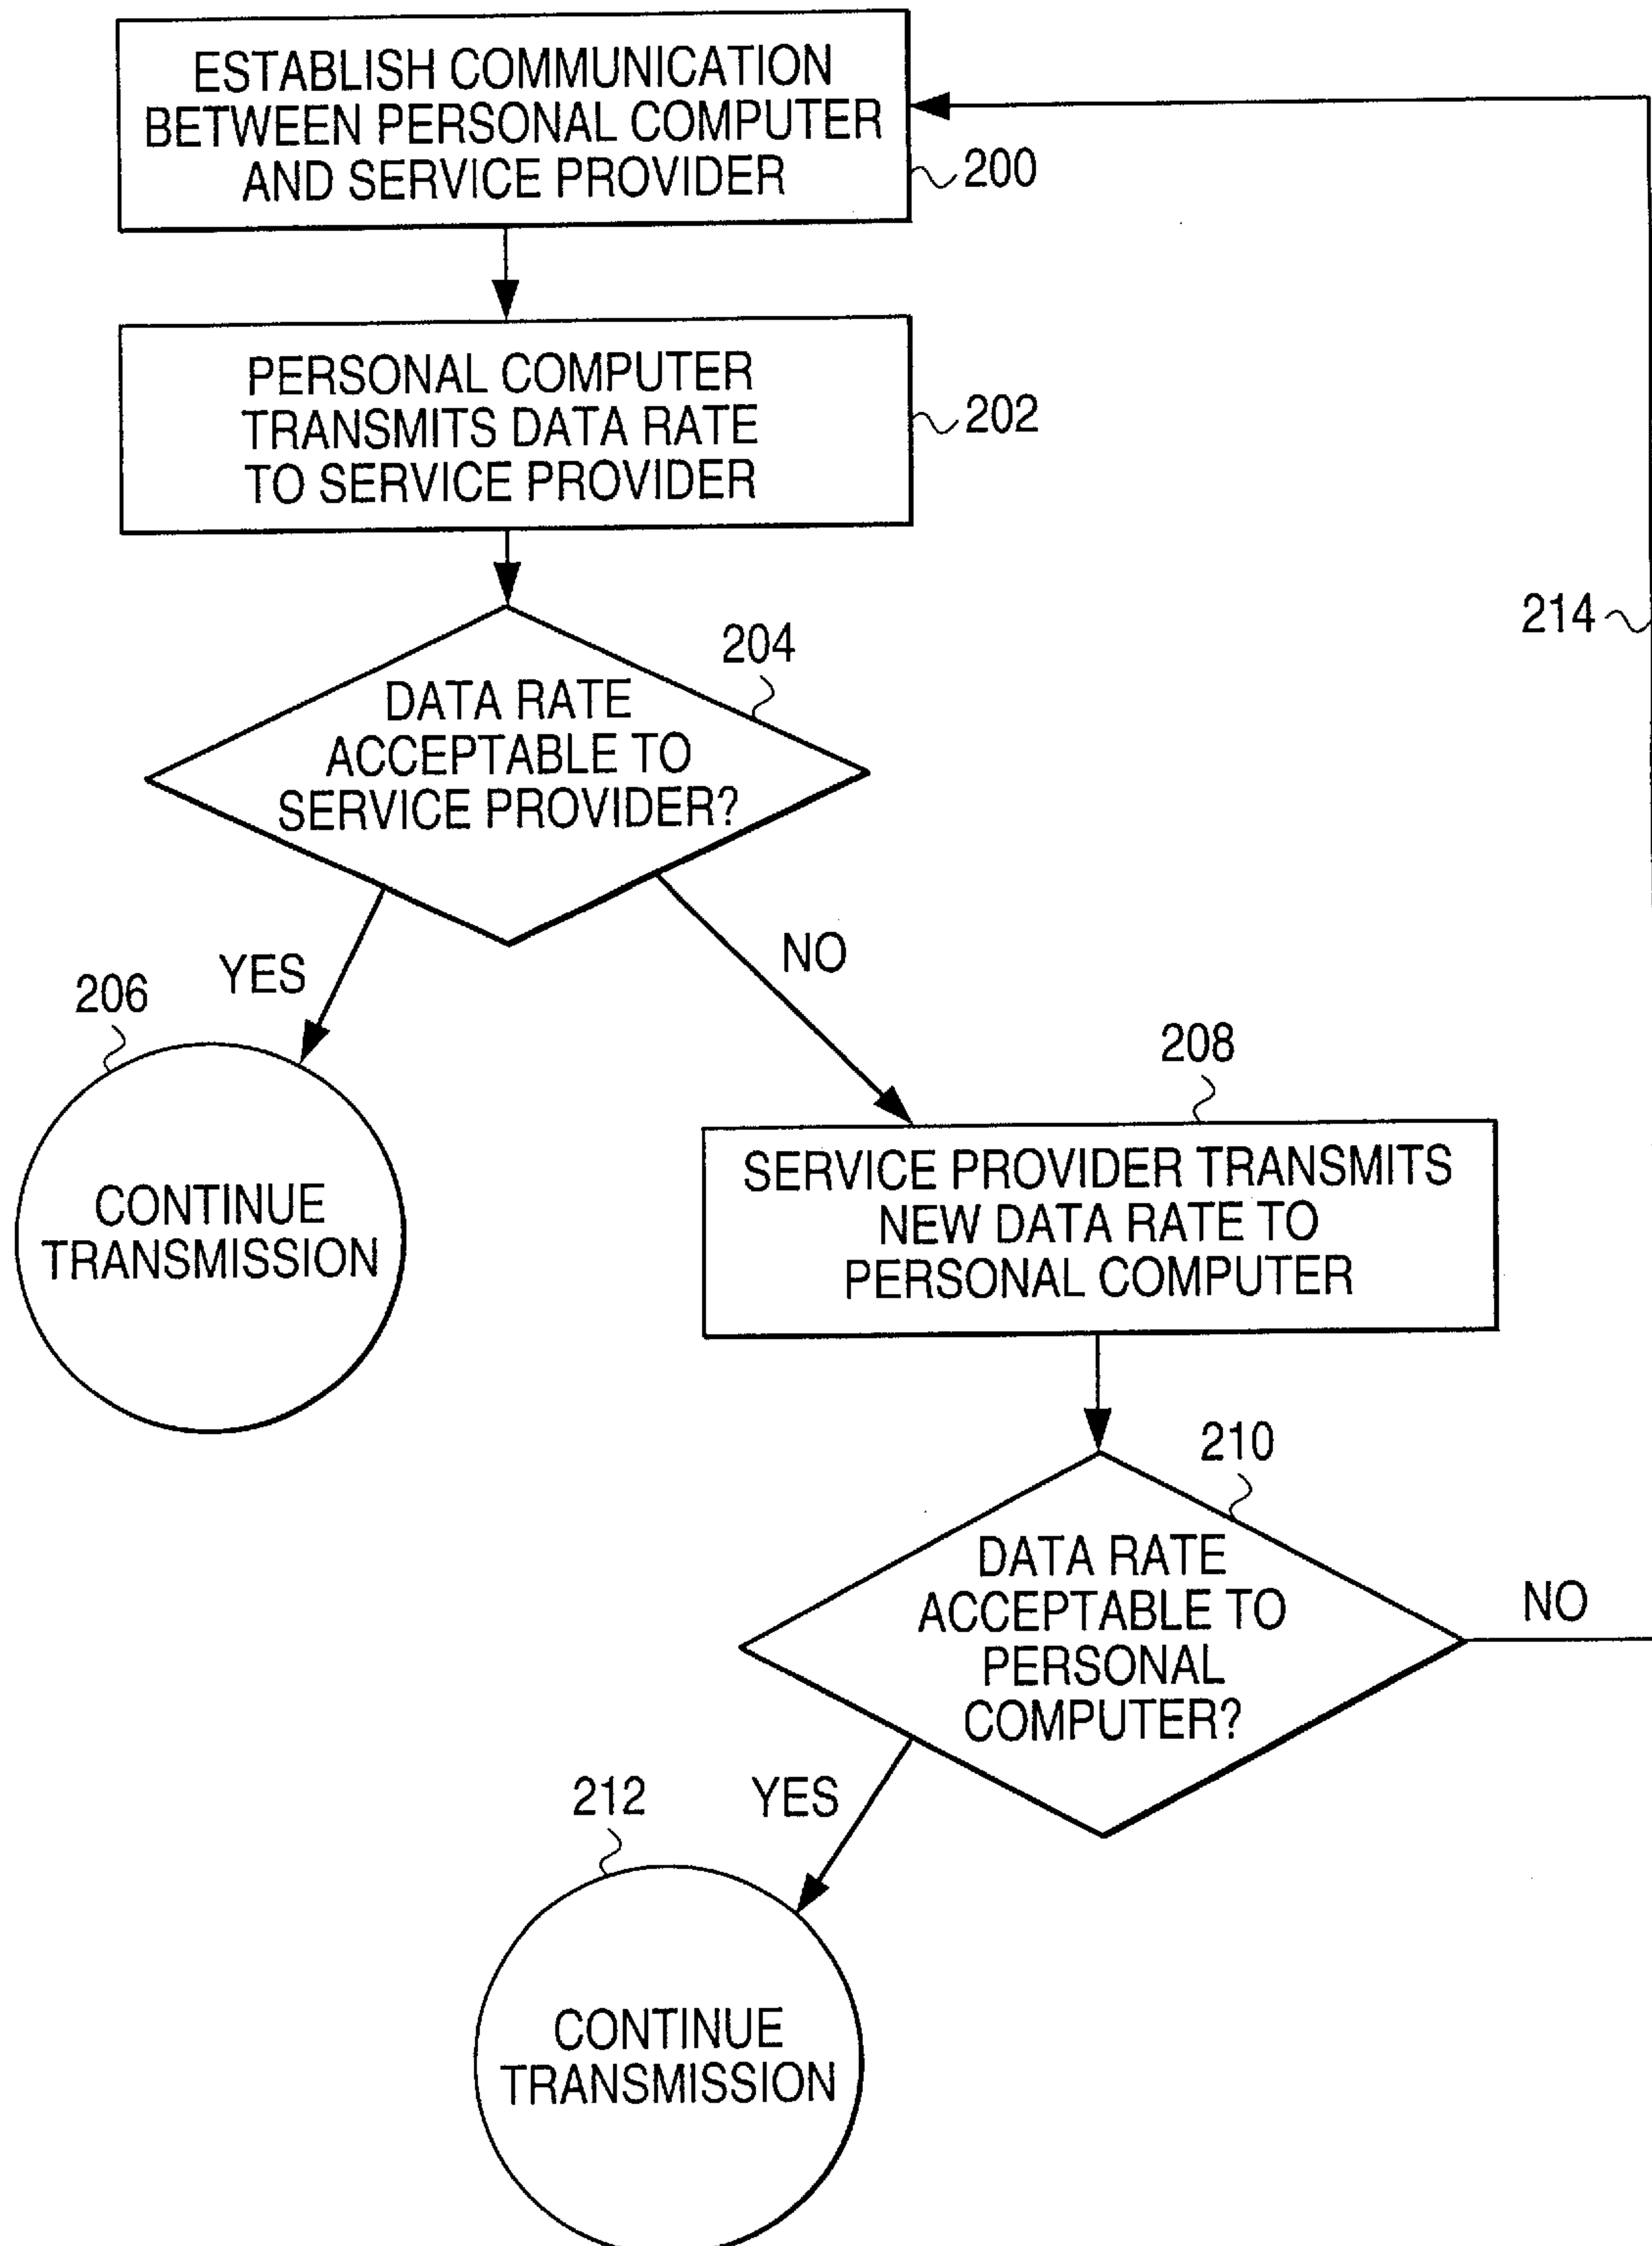 ESTABLISH COMMUNICATION
BETWEEN PERSONAL COMPUTER
AND SERVICE PROVIDER
200
PERSONAL COMPUTER
TRANSMITS DATA RATE
TO SERVICE PROVIDER
202
214
204
DATA RATE
ACCEPTABLE TO
SERVICE PROVIDER?
YES
NO
206
CONTINUE
TRANSMISSION
208
SERVICE PROVIDER TRANSMITS
NEW DATA RATE TO
PERSONAL COMPUTER
210
DATA RATE
ACCEPTABLE TO
PERSONAL
COMPUTER?
NO
YES
212
CONTINUE
TRANSMISSION